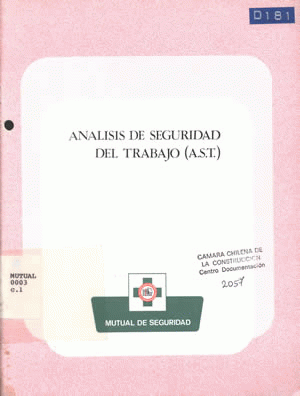 D181
ANALISIS DE SEGURIDAD
DEL TRABAJO (A.S.T.)
CAMARA CHILENA DE
LA CONSTRUCCION
Centro Documentación
2057
MUTUAL
0003
c.1
MUTUAL DE SEGURIDAD